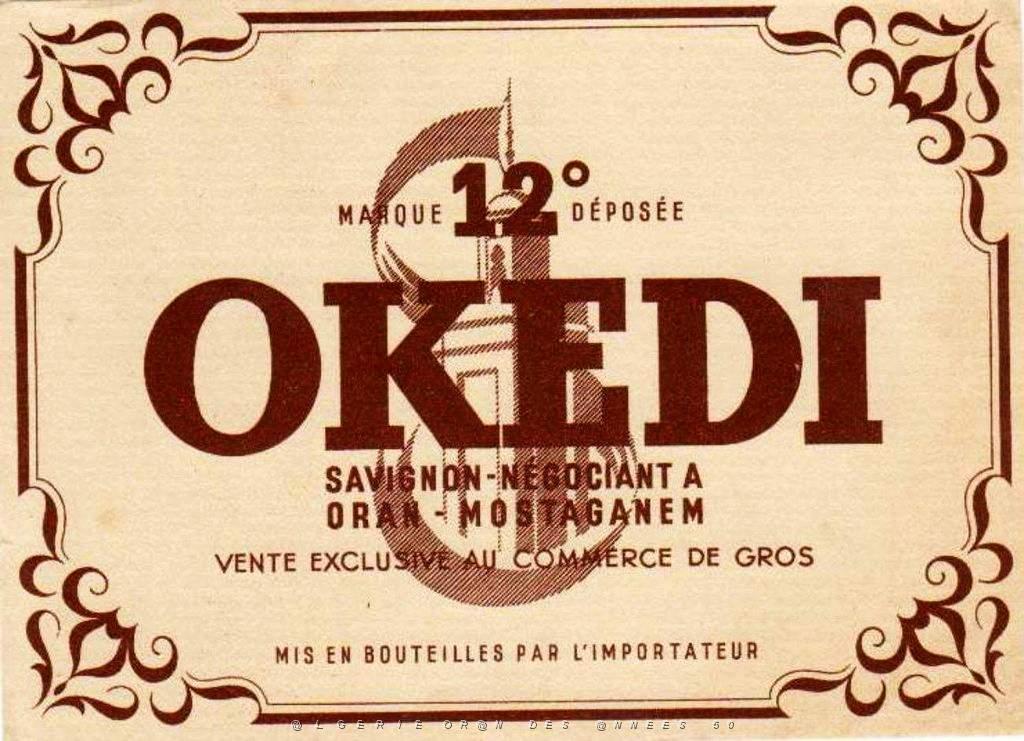 MARQUE 12° DÉPOSÉE
OKEDI
SAVIGNON-NÉGOCIANT A
ORAN - MOSTAGANEM
VENTE EXCLUSIVE AU COMMERCE DE GROS
MIS EN BOUTEILLES PAR L'IMPORTATEUR
@LGERIE OR@N DES @NNEES 50